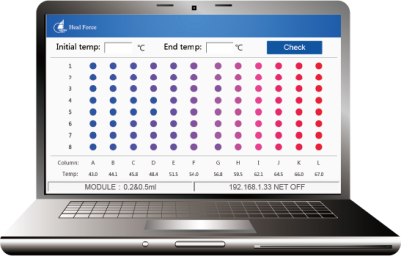 Heal Force
Initial temp: ℃ End temp: ℃ Check
1
2
3
4
5
6
7
8
Column: A B C D E F G H I J K L
Temp: 43.0 44.1 45.8 48.4 51.5 54.0 56.8 59.5 62.1 64.5 66.0 67.0
MODULE : 0.2&0.5ml 192.168.1.33 NET OFF